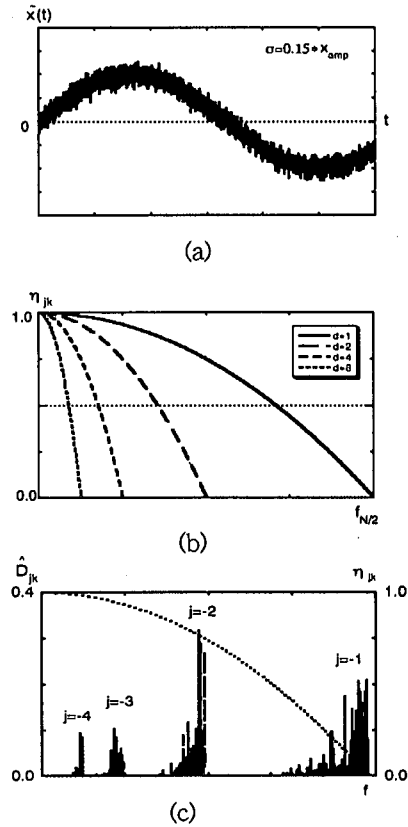 x̃(t)
σ=0.15*x_amp
0
t
(a)
η_jk
1.0
d=1
d=2
d=4
d=8
0.0
f_N/2
(b)
D̂_jk
η_jk
0.4
1.0
j=-2
j=-1
j=-3
j=-4
0.0
0.0
f
(c)